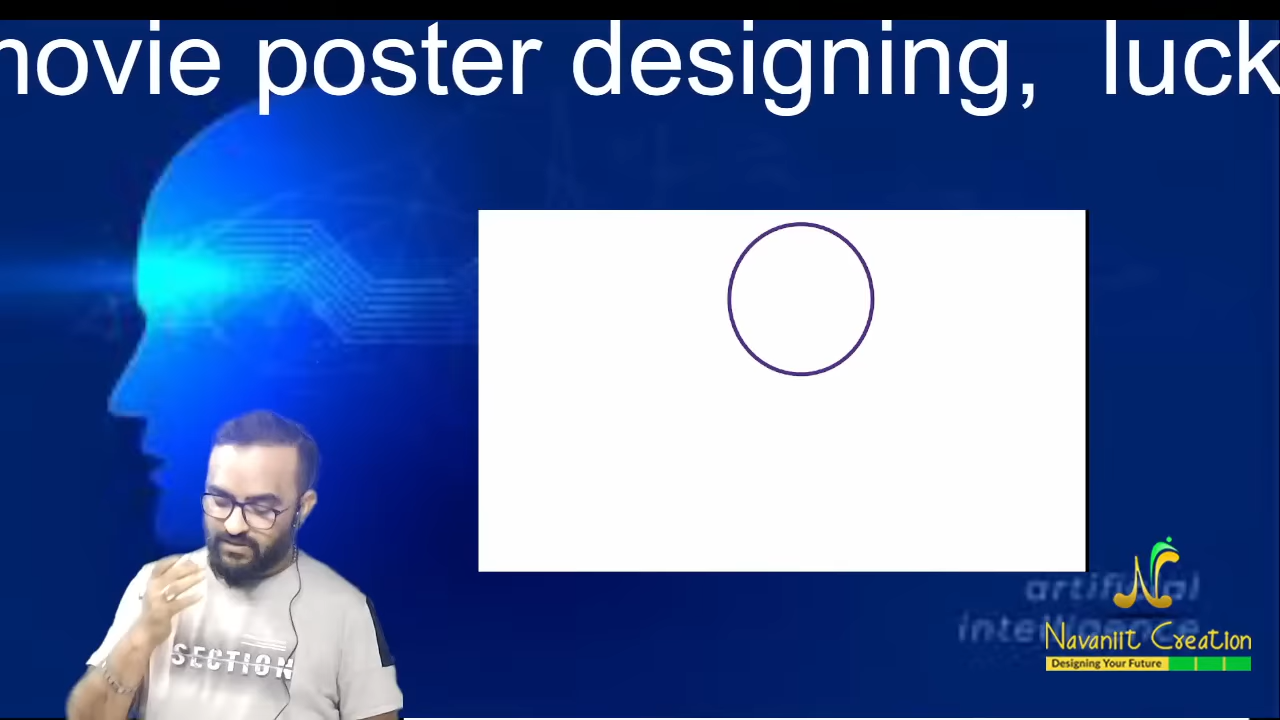 novie poster designing, luck
SECTION
artificial
intelligence
Navaniit Creation
Designing Your Future